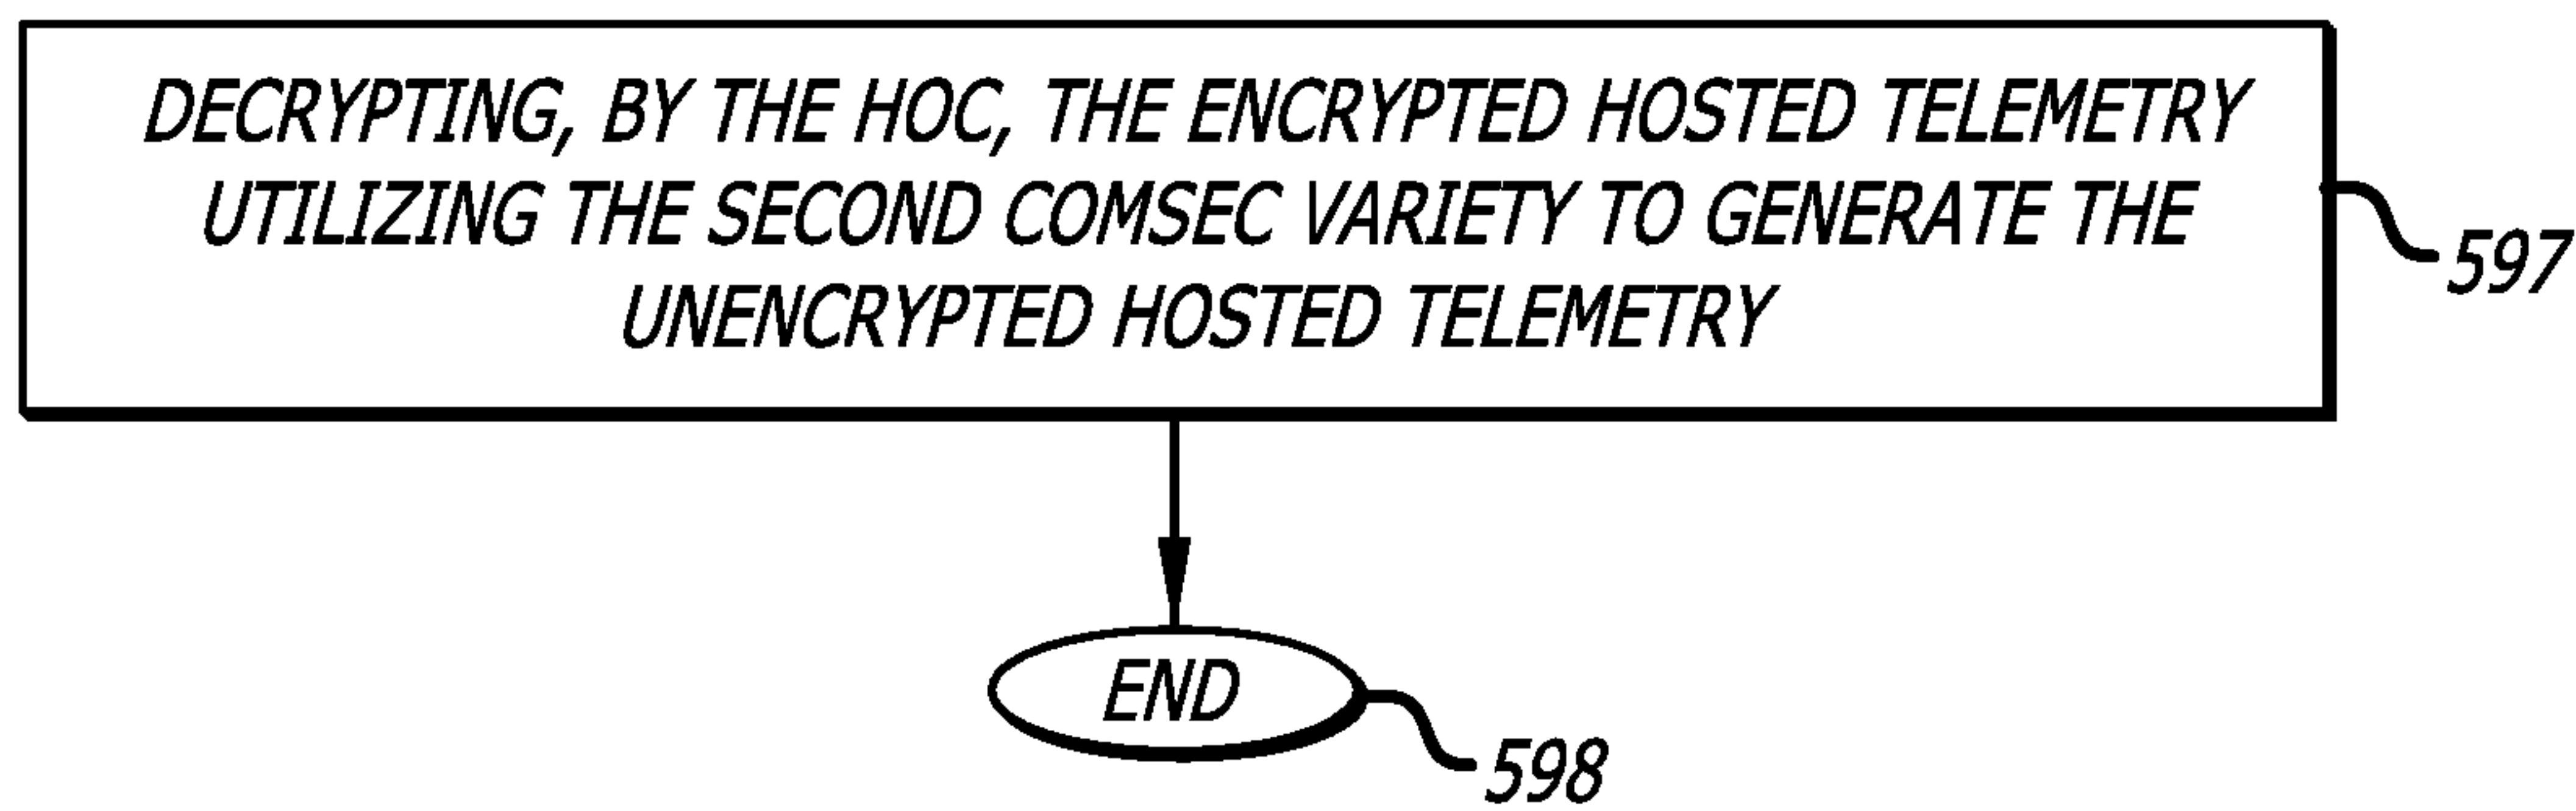 DECRYPTING, BY THE HOC, THE ENCRYPTED HOSTED TELEMETRY
UTILIZING THE SECOND COMSEC VARIETY TO GENERATE THE
UNENCRYPTED HOSTED TELEMETRY
597
END
598